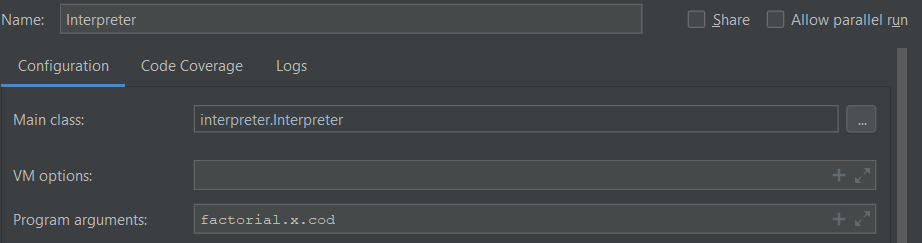 Name: Interpreter Share Allow parallel run
Configuration Code Coverage Logs
Main class: interpreter.Interpreter ...
VM options:
Program arguments: factorial.x.cod